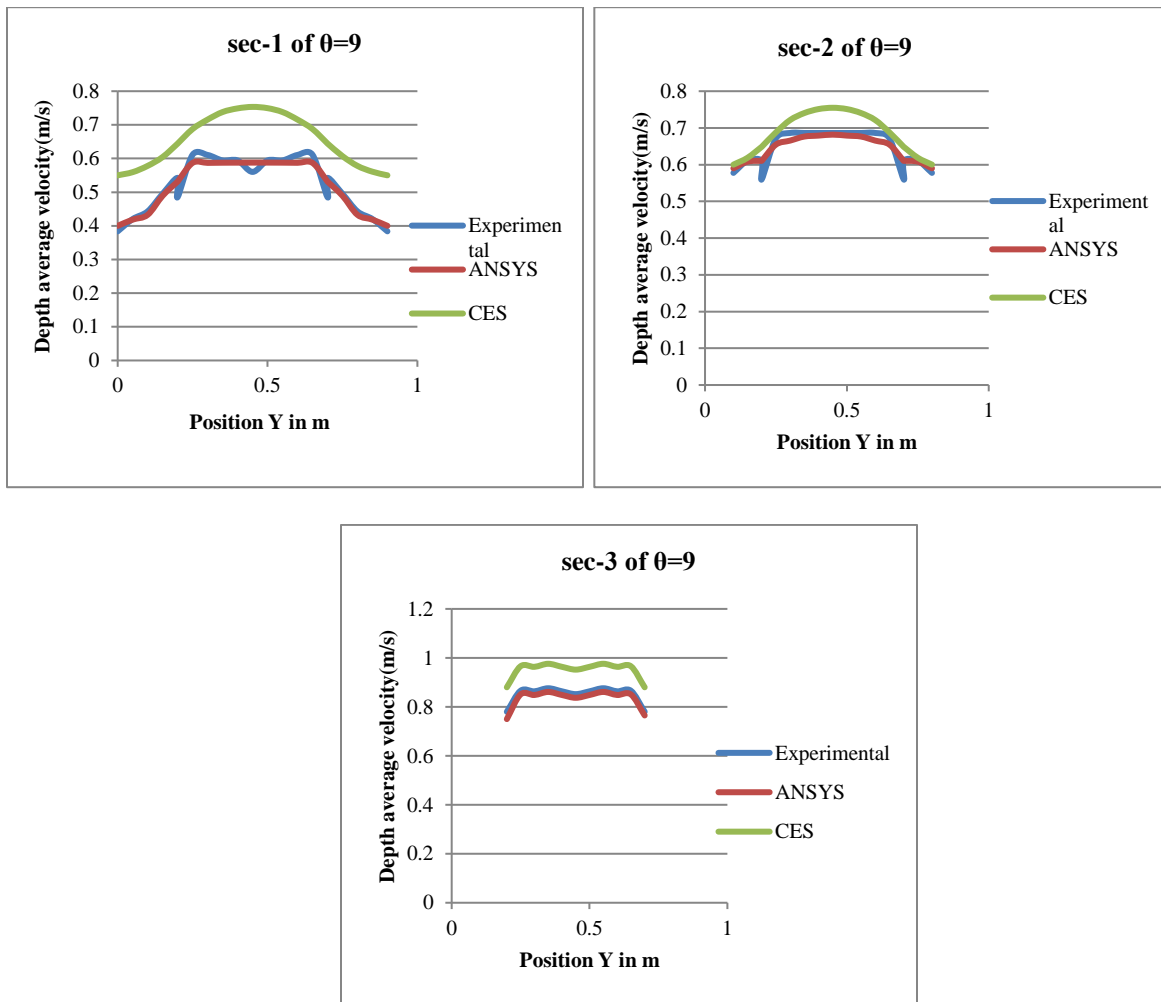 sec-1 of θ=9
Depth average velocity(m/s)
0.8
0.7
0.6
0.5
0.4
0.3
0.2
0.1
0
0
0.5
1
Position Y in m
Experimen
tal
ANSYS
CES
sec-2 of θ=9
Depth average velocity(m/s)
0.8
0.7
0.6
0.5
0.4
0.3
0.2
0.1
0
0
0.5
1
Position Y in m
Experiment
al
ANSYS
CES
sec-3 of θ=9
Depth average velocity(m/s)
1.2
1
0.8
0.6
0.4
0.2
0
0
0.5
1
Position Y in m
Experimental
ANSYS
CES